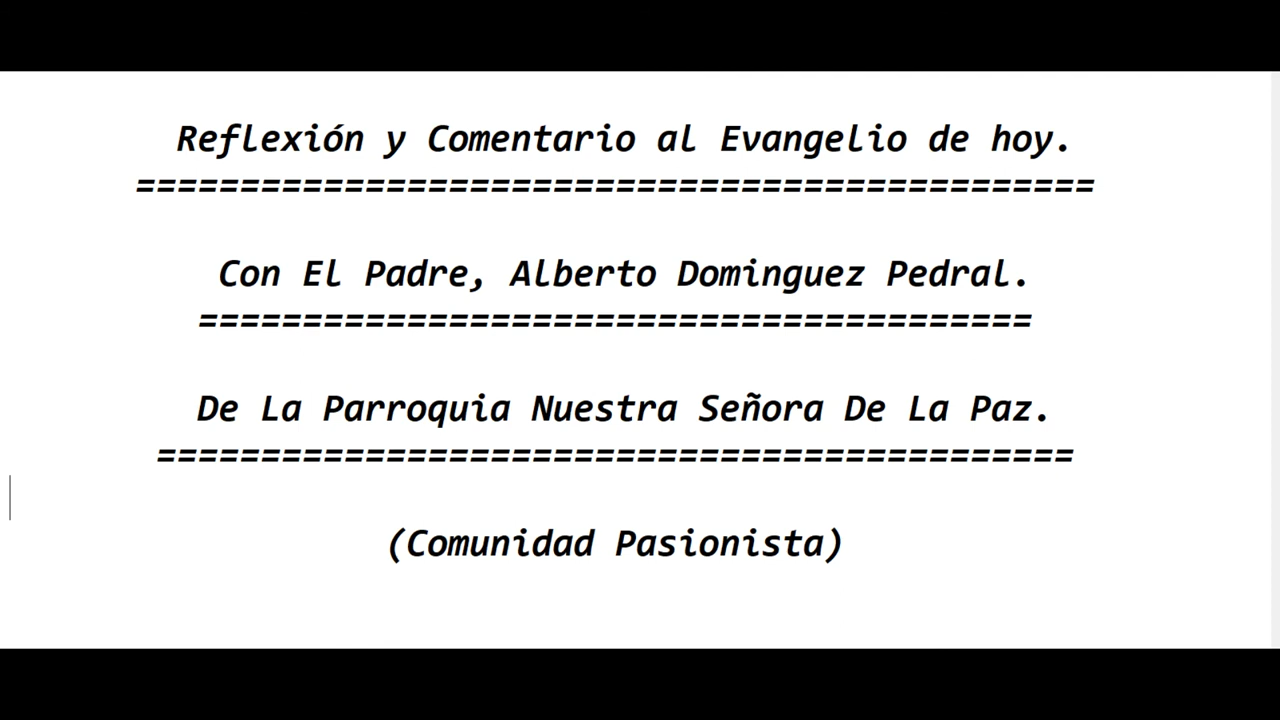 Reflexión y Comentario al Evangelio de hoy.
==============================================
Con El Padre, Alberto Dominguez Pedral.
========================================
De La Parroquia Nuestra Señora De La Paz.
============================================
(Comunidad Pasionista)